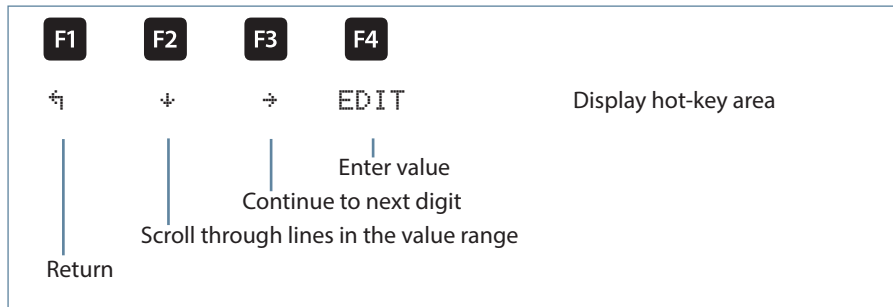 F1 F2 F3 F4
↰ ↓ → EDIT Display hot-key area
Enter value
Continue to next digit
Scroll through lines in the value range
Return